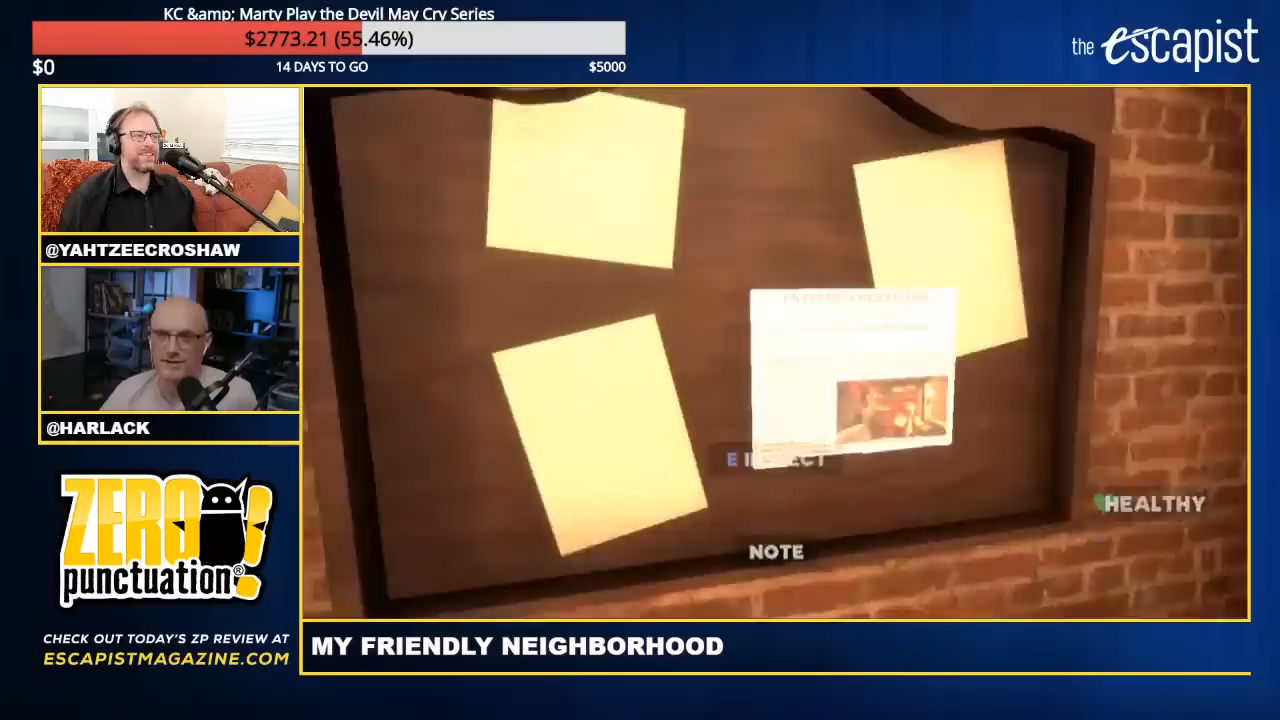 KC &amp; Marty Play the Devil May Cry Series
$2773.21 (55.46%)
$0
14 DAYS TO GO
$5000
the escapist
@YAHTZEECROSHAW
@HARLACK
E INSPECT
HEALTHY
NOTE
ZERO
punctuation®!
CHECK OUT TODAY'S ZP REVIEW AT
ESCAPISTMAGAZINE.COM
MY FRIENDLY NEIGHBORHOOD